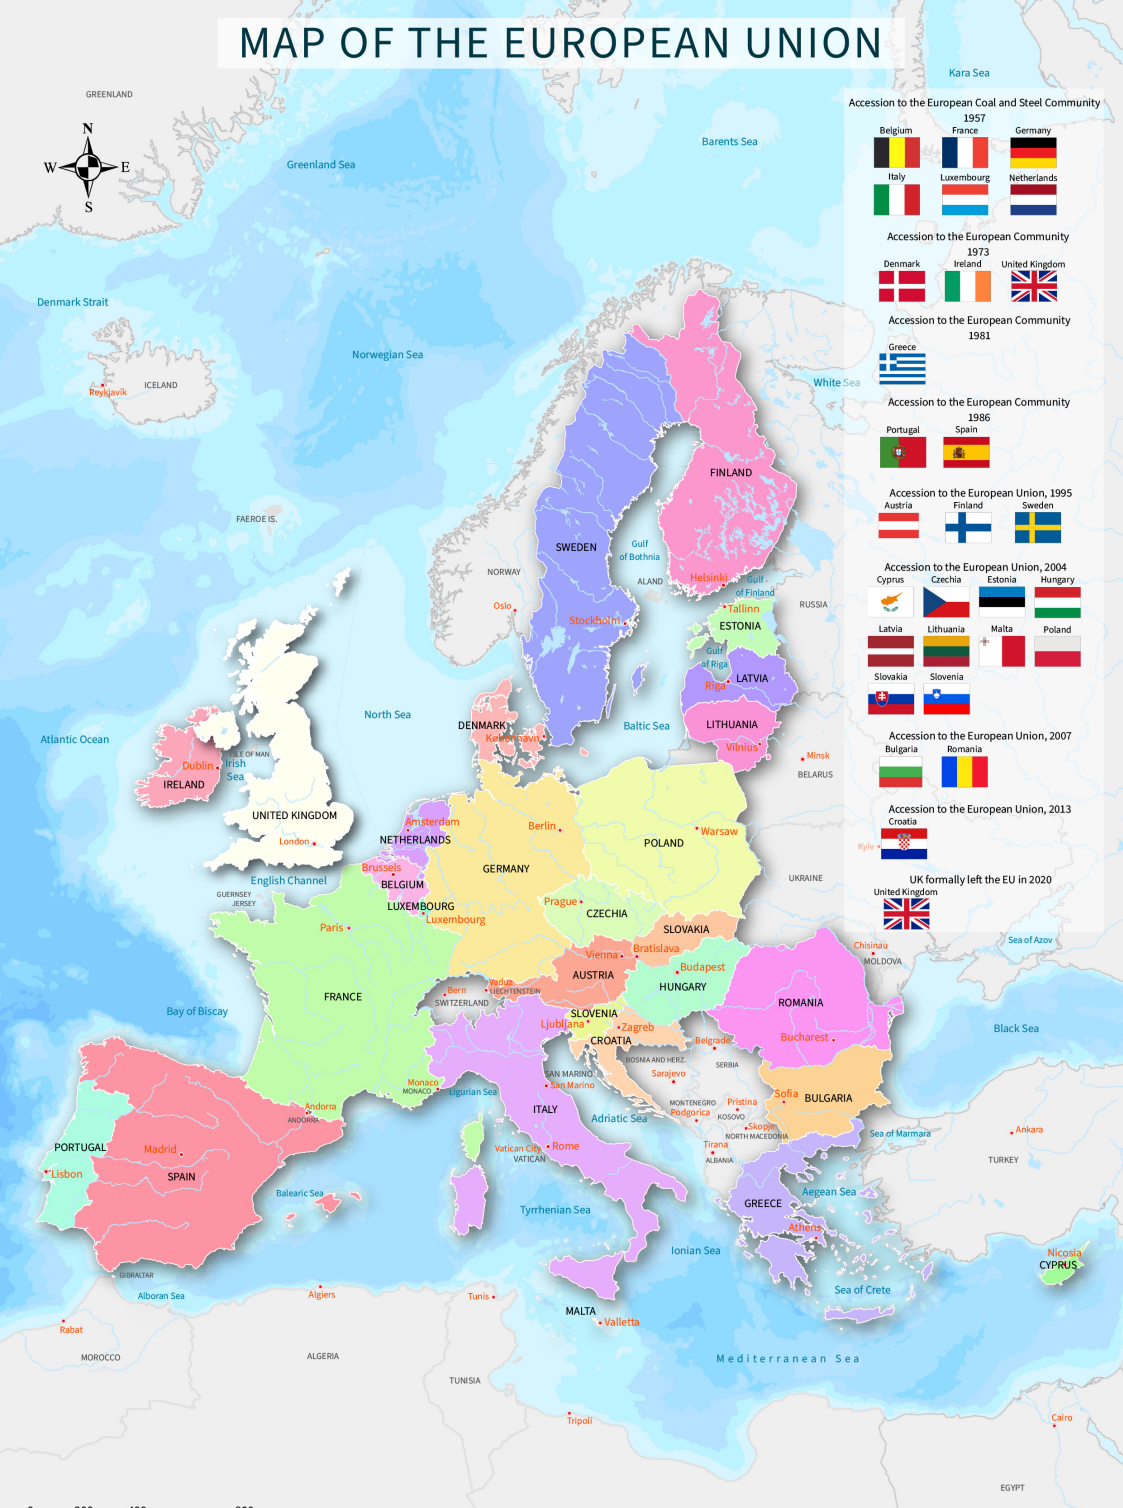 MAP OF THE EUROPEAN UNION
Kara Sea
GREENLAND
Accession to the European Coal and Steel Community
1957
Belgium France Germany
N
W E
S
Barents Sea
Greenland Sea
Italy Luxembourg Netherlands
Accession to the European Community
1973
Denmark Ireland United Kingdom
Denmark Strait
Accession to the European Community
1981
Greece
Norwegian Sea
White Sea
ICELAND
Reykjavík
Accession to the European Community
1986
Portugal Spain
FINLAND
Accession to the European Union, 1995
Austria Finland Sweden
FAEROE IS.
SWEDEN
Gulf
of Bothnia
NORWAY
ALAND
Helsinki
Gulf
of Finland
Accession to the European Union, 2004
Cyprus Czechia Estonia Hungary
Oslo
Stockholm
Tallinn
RUSSIA
ESTONIA
Latvia Lithuania Malta Poland
Gulf
of Riga
Riga
LATVIA
Slovakia Slovenia
North Sea
DENMARK
København
Baltic Sea
LITHUANIA
Vilnius
Atlantic Ocean
ISLE OF MAN
Irish
Sea
Dublin
IRELAND
Minsk
BELARUS
Accession to the European Union, 2007
Bulgaria Romania
UNITED KINGDOM
London
Amsterdam
NETHERLANDS
Berlin
Warsaw
POLAND
Accession to the European Union, 2013
Croatia
Kyiv
English Channel
Brussels
BELGIUM
GERMANY
UKRAINE
UK formally left the EU in 2020
United Kingdom
GUERNSEY
JERSEY
LUXEMBOURG
Luxembourg
Prague
CZECHIA
Paris
SLOVAKIA
Vienna
Bratislava
Chisinau
MOLDOVA
Sea of Azov
Budapest
AUSTRIA
HUNGARY
FRANCE
Bern
Vaduz
LIECHTENSTEIN
SWITZERLAND
ROMANIA
Bay of Biscay
SLOVENIA
Ljubljana
Zagreb
CROATIA
Belgrade
Bucharest
Black Sea
BOSNIA AND HERZ.
SERBIA
Sarajevo
SAN MARINO
San Marino
Monaco
MONACO
Ligurian Sea
Sofia
BULGARIA
Andorra
ANDORRA
ITALY
Adriatic Sea
MONTENEGRO
Podgorica
Pristina
KOSOVO
Skopje
NORTH MACEDONIA
Sea of Marmara
Ankara
PORTUGAL
Madrid
Vatican City
VATICAN
Rome
Tirana
ALBANIA
TURKEY
Lisbon
SPAIN
Balearic Sea
Tyrrhenian Sea
GREECE
Aegean Sea
Athens
Ionian Sea
Nicosia
CYPRUS
GIBRALTAR
Alboran Sea
Algiers
Tunis
Sea of Crete
MALTA
Valletta
Rabat
MOROCCO
ALGERIA
Mediterranean Sea
TUNISIA
Tripoli
Cairo
EGYPT